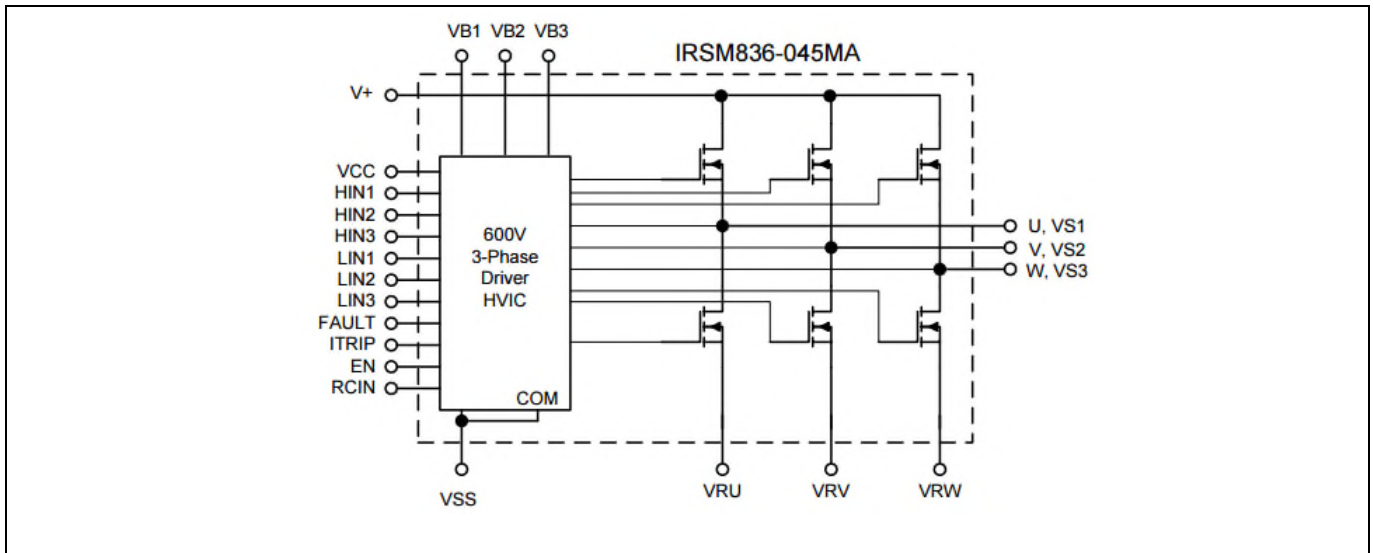 VB1 VB2 VB3
IRSM836-045MA
V+
VCC
HIN1
HIN2
HIN3
LIN1
LIN2
LIN3
FAULT
ITRIP
EN
RCIN
600V
3-Phase
Driver
HVIC
COM
U, VS1
V, VS2
W, VS3
VSS
VRU
VRV
VRW